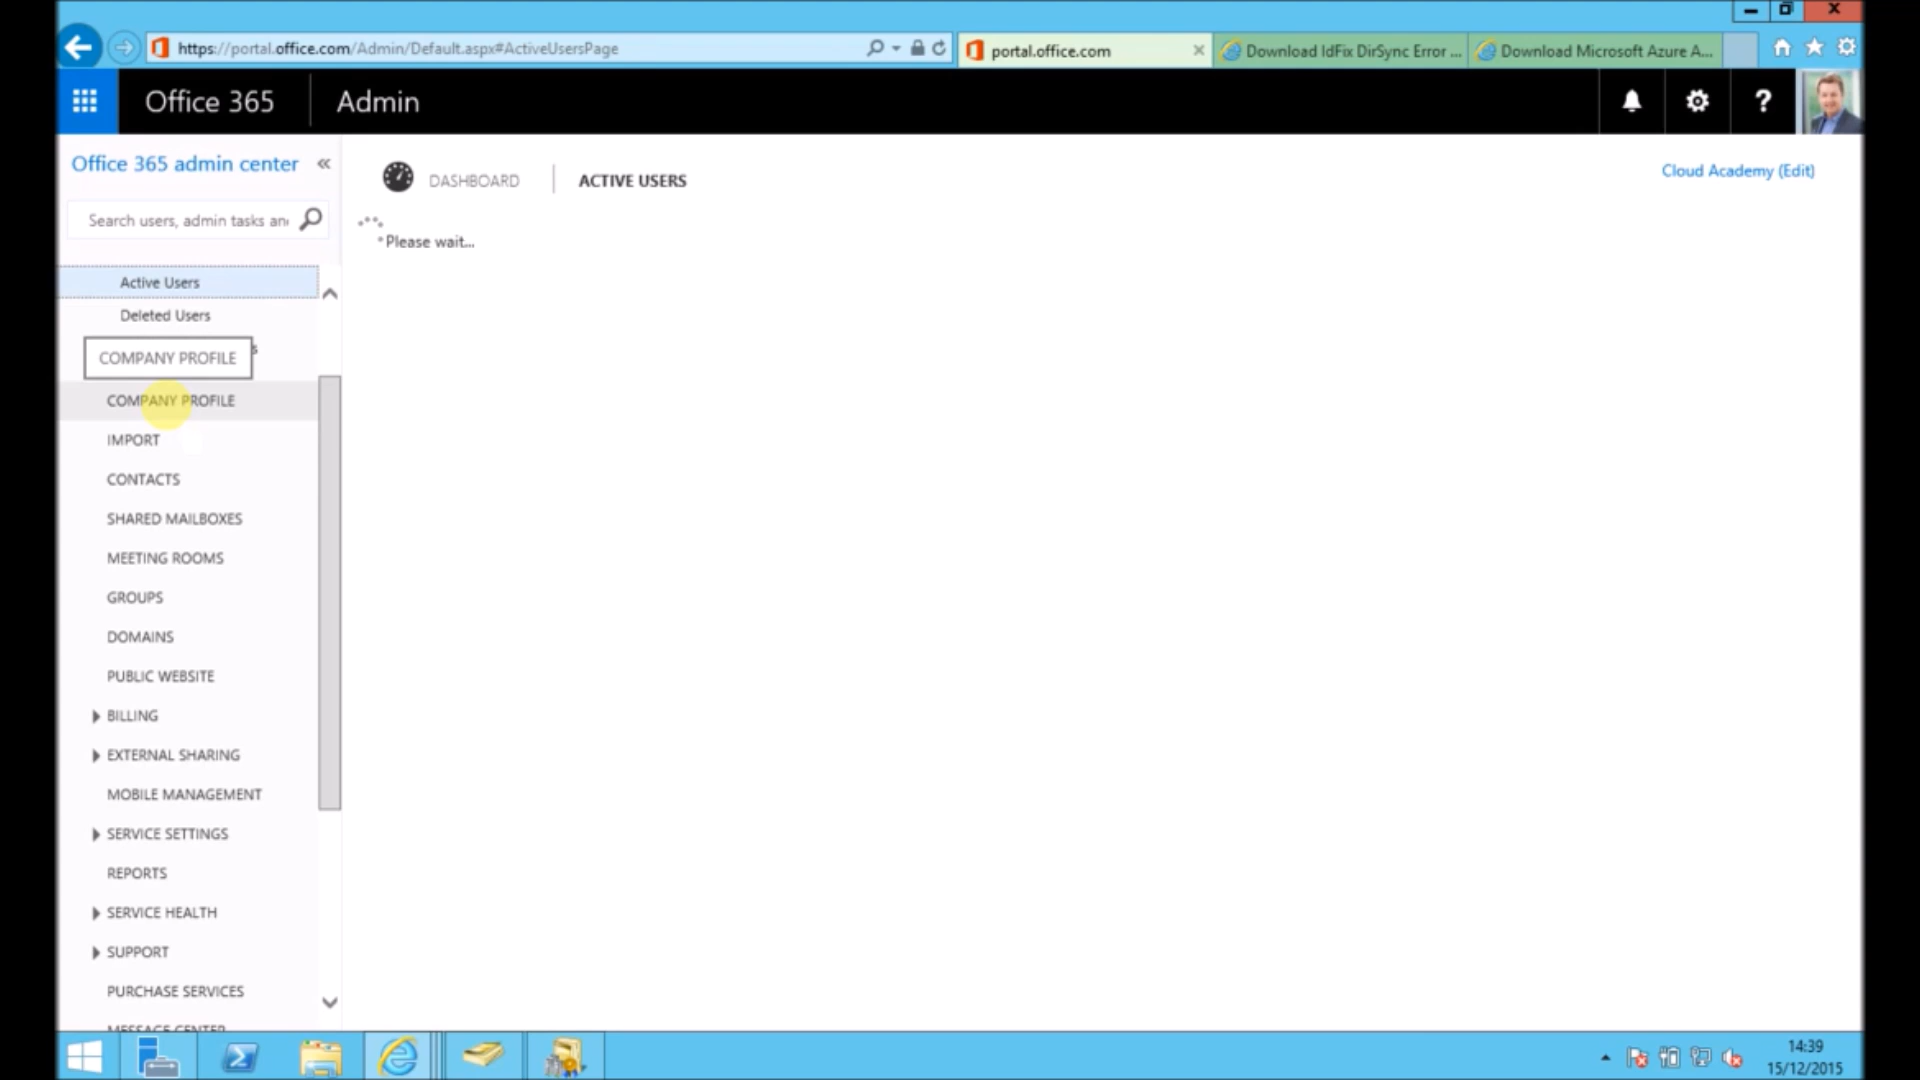 https://portal.office.com/Admin/Default.aspx#ActiveUsersPage
portal.office.com
Download IdFix DirSync Error ...
Download Microsoft Azure A...
Office 365
Admin
?
Office 365 admin center «
Search users, admin tasks an
Active Users
Deleted Users
COMPANY PROFILE
COMPANY PROFILE
IMPORT
CONTACTS
SHARED MAILBOXES
MEETING ROOMS
GROUPS
DOMAINS
PUBLIC WEBSITE
BILLING
EXTERNAL SHARING
MOBILE MANAGEMENT
SERVICE SETTINGS
REPORTS
SERVICE HEALTH
SUPPORT
PURCHASE SERVICES
MESSAGE CENTER
DASHBOARD
ACTIVE USERS
Cloud Academy (Edit)
Please wait...
14:39
15/12/2015